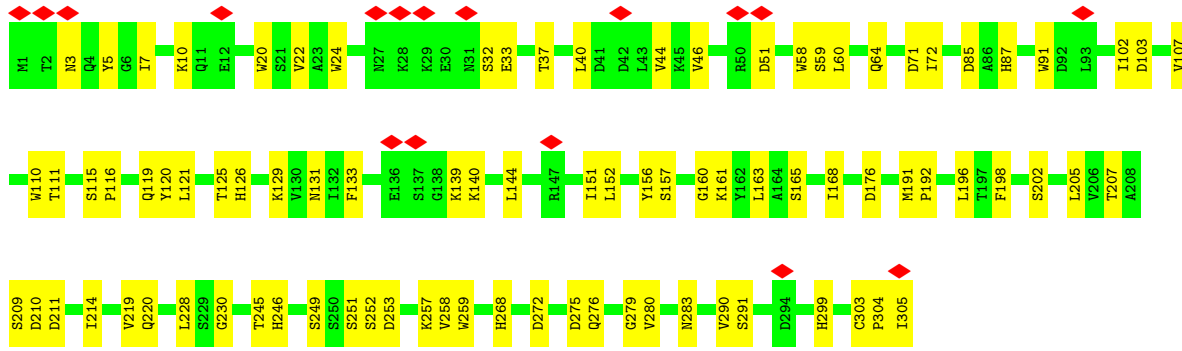 M1 T2 N3 Q4 Y5 G6 I7 K10 Q11 E12 W20 S21 V22 A23 W24 N27 K28 K29 E30 N31 S32 E33 T37 L40 D41 D42 L43 V44 K45 V46 R50 D51 W58 S59 L60 Q64 D71 I72 D85 A86 H87 W91 D92 L93 I102 D103 V107
W110 T111 S115 P116 Q119 Y120 L121 T125 H126 K129 V130 N131 I132 F133 E136 S137 G138 K139 K140 L144 R147 I151 L152 Y156 S157 G160 K161 Y162 L163 A164 S165 I168 D176 M191 P192 L196 T197 F198 S202 L205 V206 T207 A208
S209 D210 D211 I214 V219 Q220 L228 S229 G230 T245 H246 S249 S250 S251 S252 D253 K257 V258 W259 H268 D272 D275 Q276 G279 V280 N283 V290 S291 D294 H299 C303 P304 I305